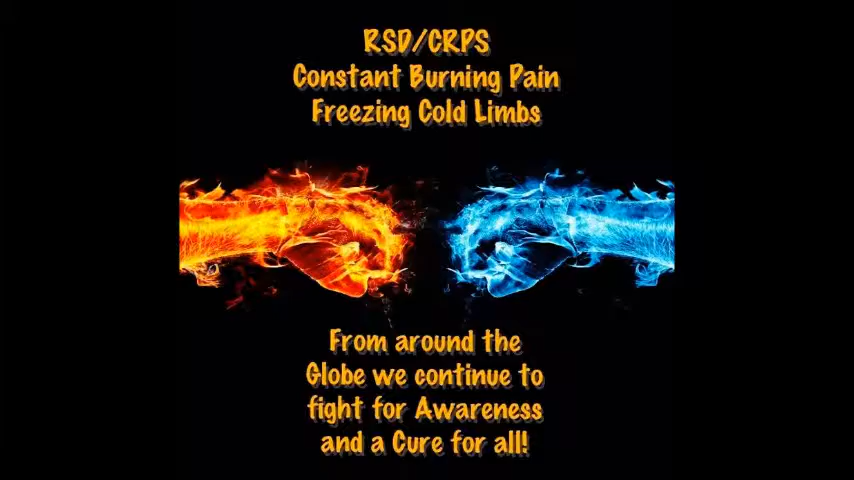 RSD/CRPS
Constant Burning Pain
Freezing Cold Limbs
From around the
Globe we continue to
fight for Awareness
and a Cure for all!